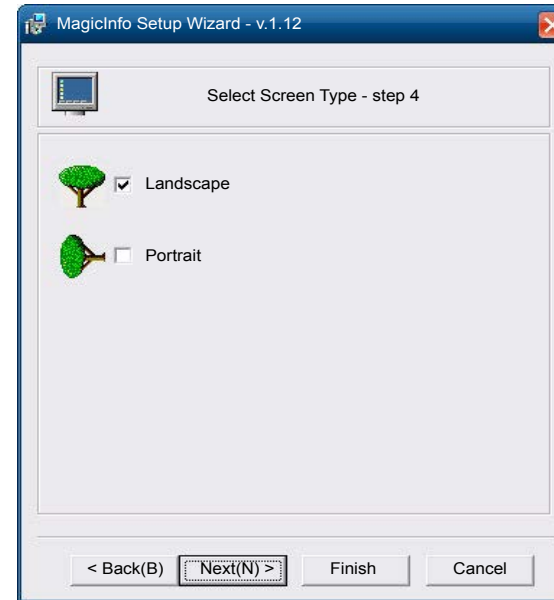 MagicInfo Setup Wizard - v.1.12
Select Screen Type - step 4
Landscape
Portrait
< Back(B) Next(N) > Finish Cancel